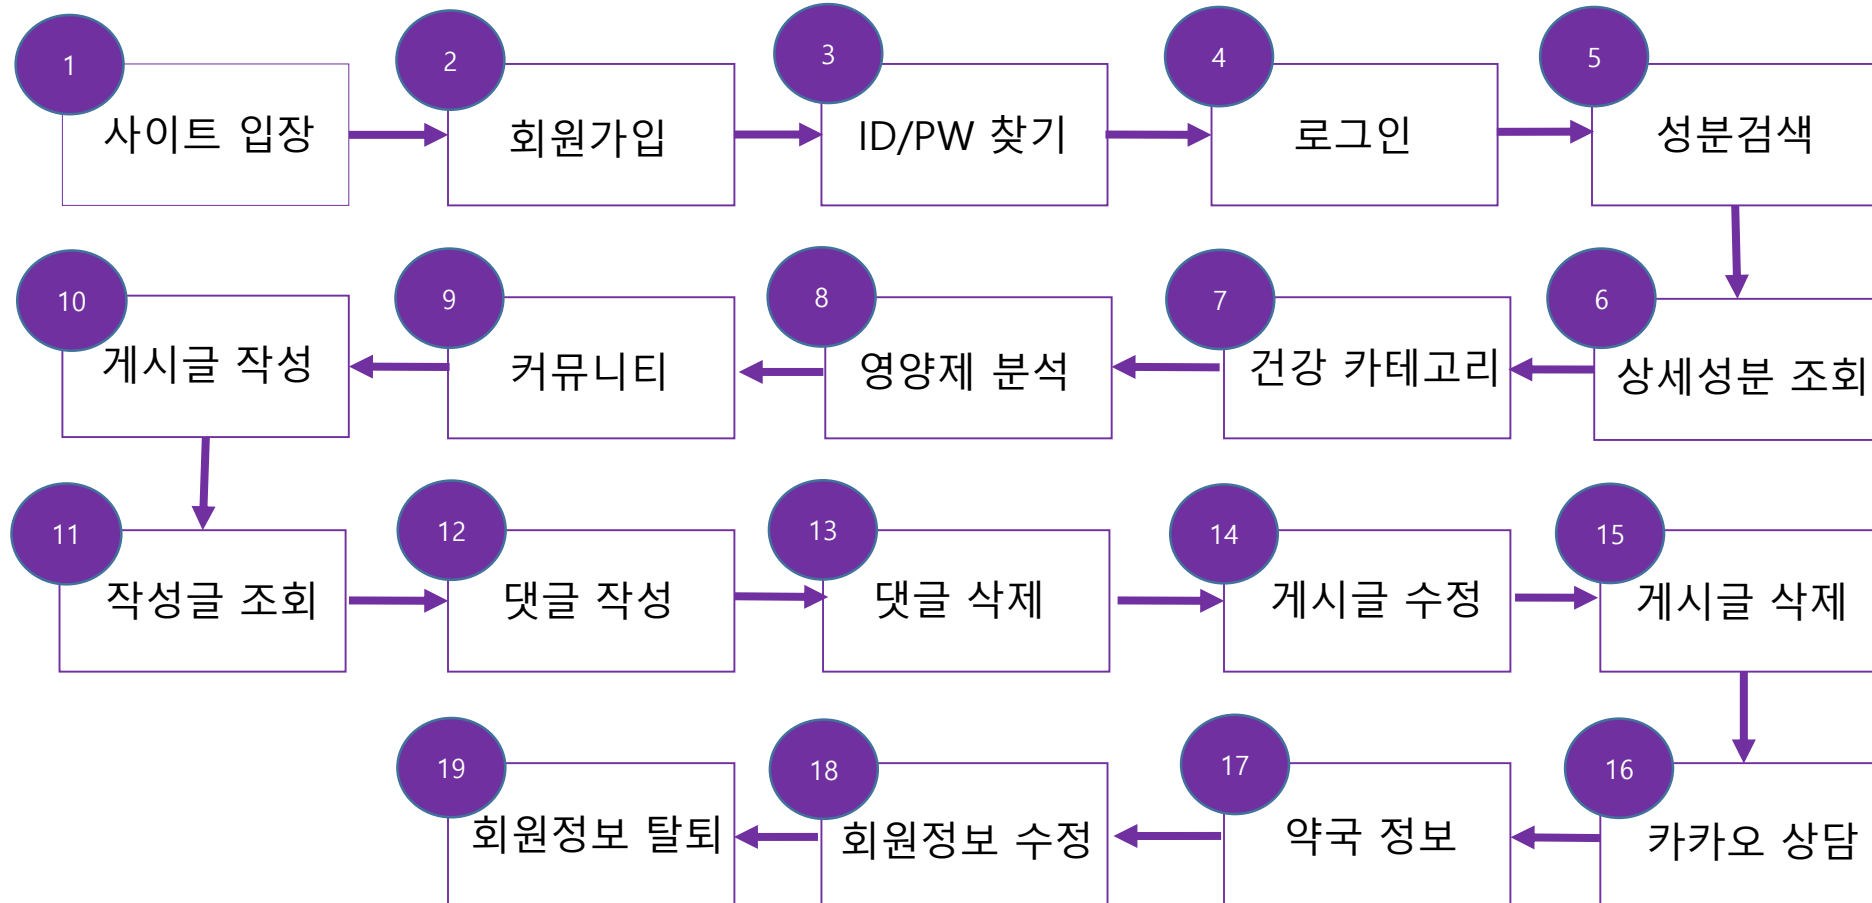 1
사이트 입장
2
회원가입
3
ID/PW 찾기
4
로그인
5
성분검색
6
상세성분 조회
7
건강 카테고리
8
영양제 분석
9
커뮤니티
10
게시글 작성
11
작성글 조회
12
댓글 작성
13
댓글 삭제
14
게시글 수정
15
게시글 삭제
16
카카오 상담
17
약국 정보
18
회원정보 수정
19
회원정보 탈퇴